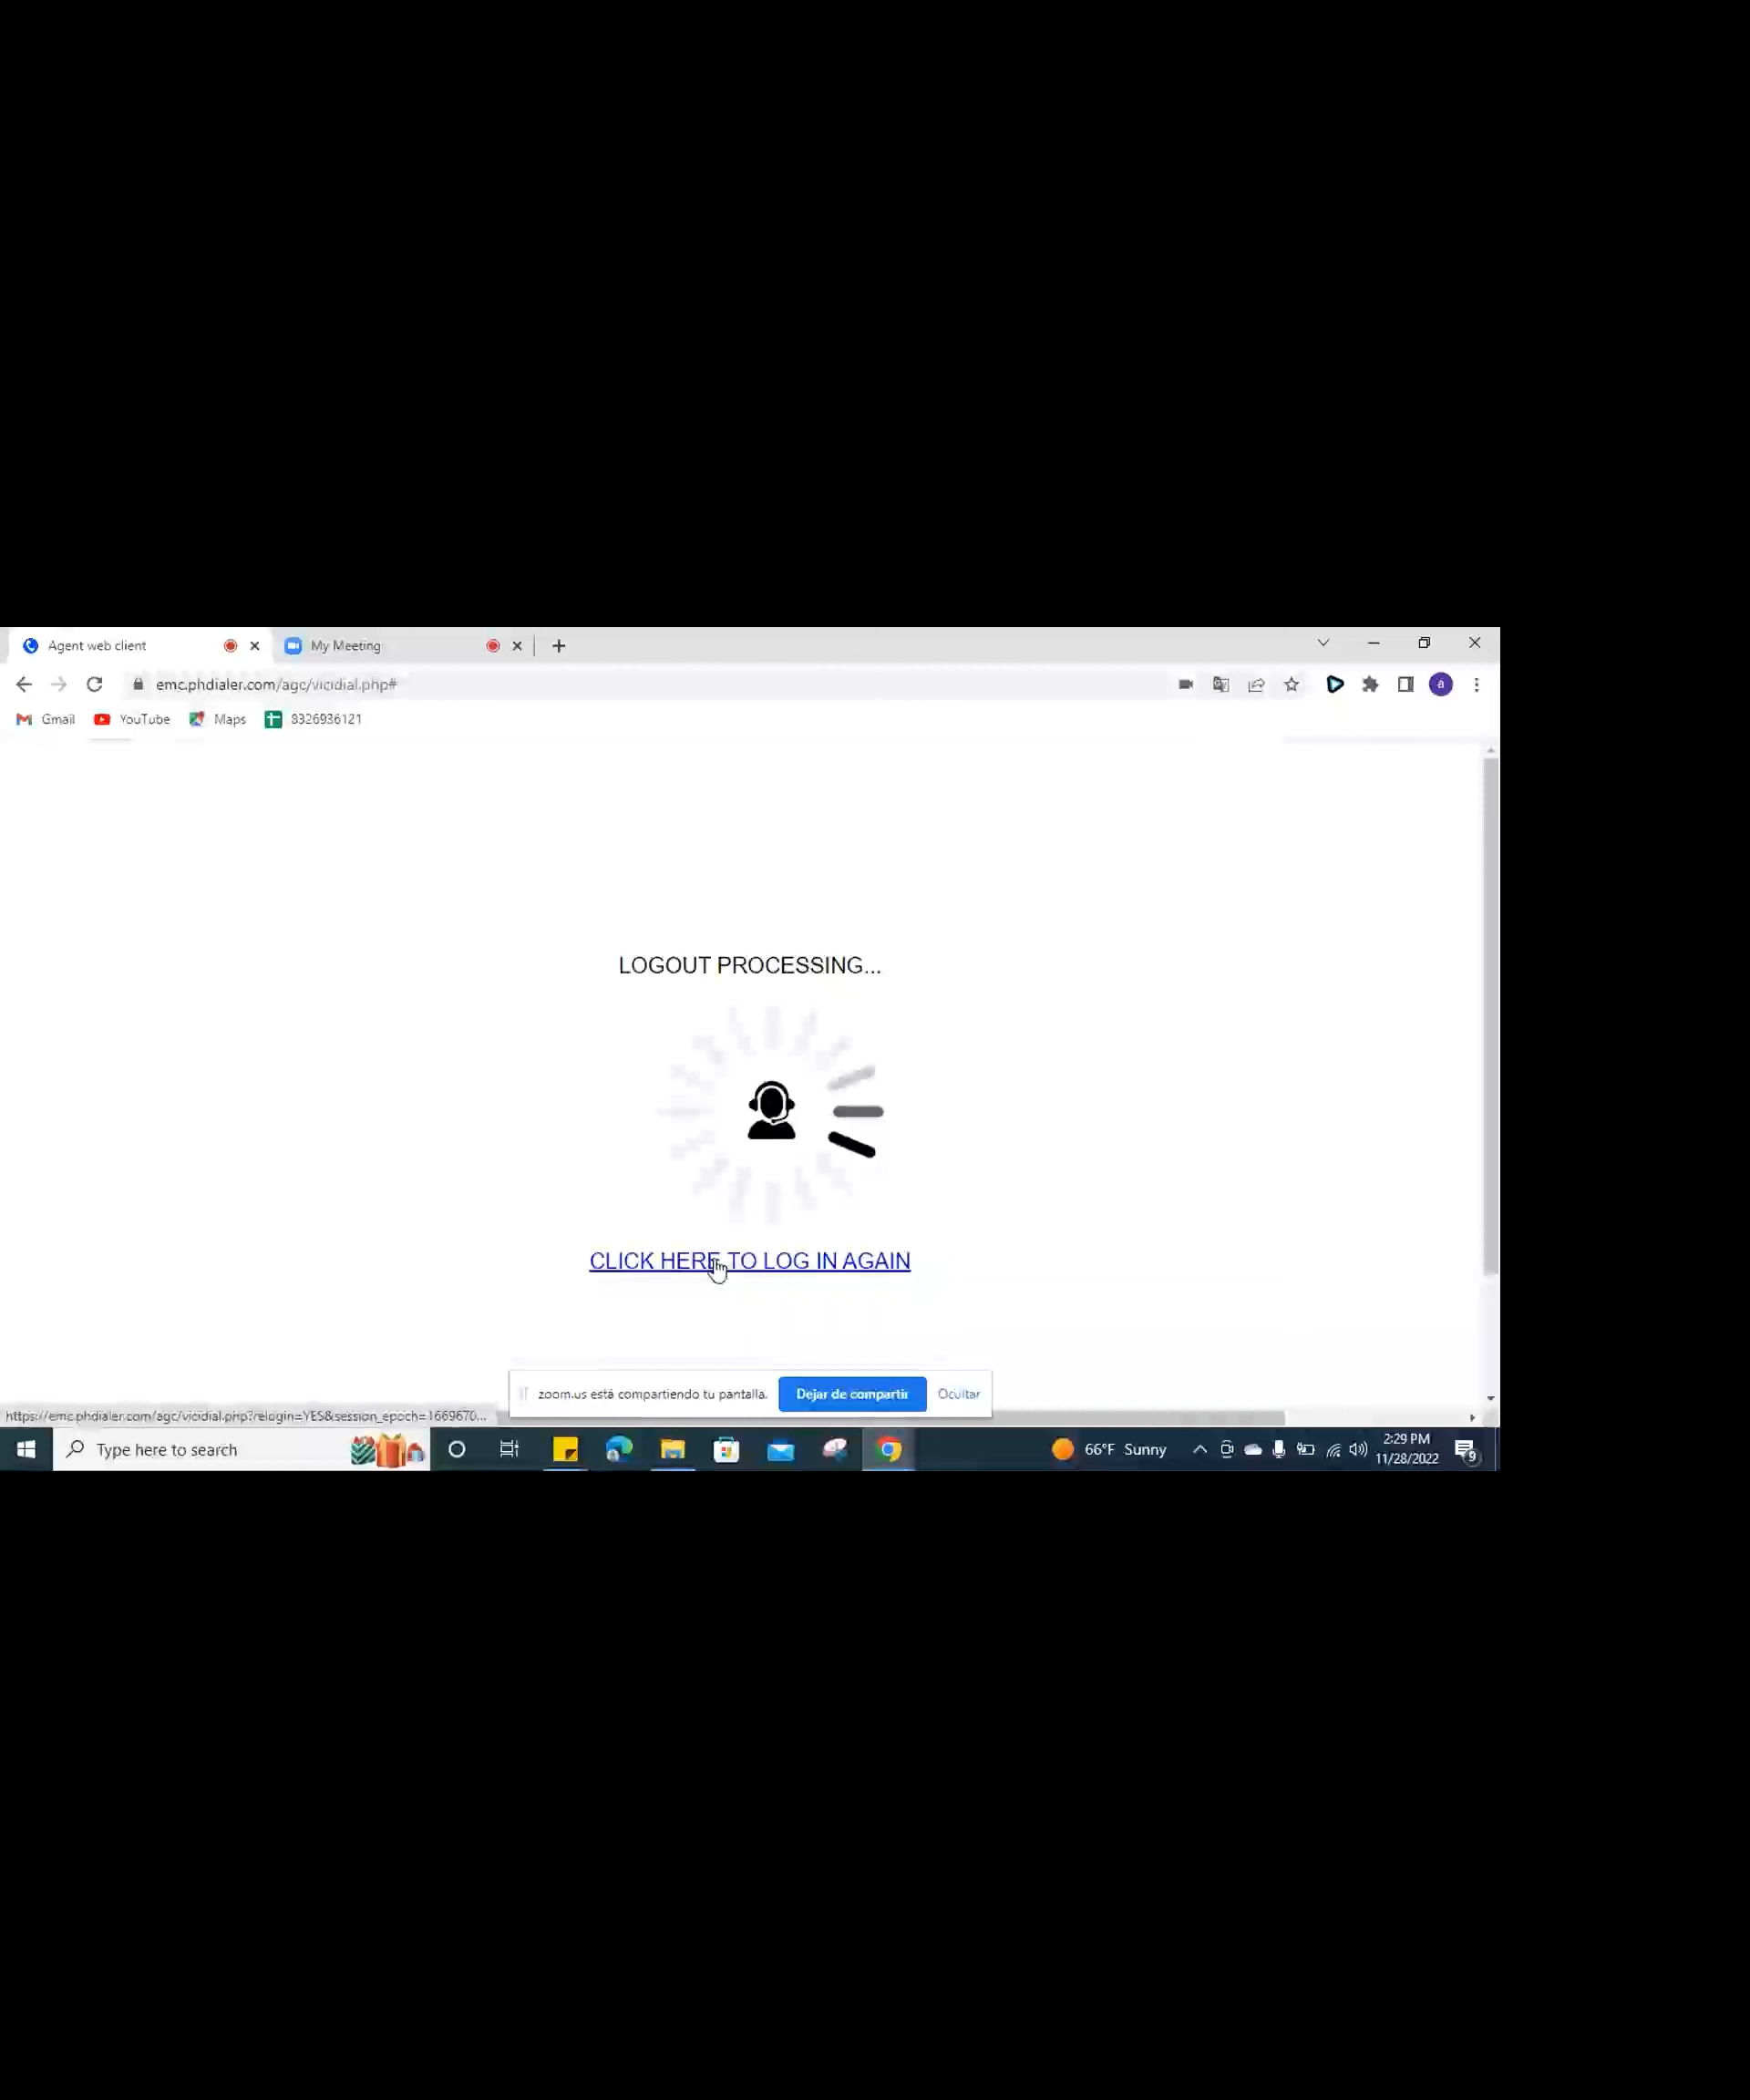 Agent web client
My Meeting
emc.phdialer.com/agc/vicidial.php#
a
Gmail YouTube Maps 8326936121
LOGOUT PROCESSING...
CLICK HERE TO LOG IN AGAIN
zoom.us está compartiendo tu pantalla. Dejar de compartir Ocultar
https://emc.phdialer.com/agc/vicidial.php?relogin=YES&session_epoch=1669670...
Type here to search
66°F Sunny
2:29 PM
11/28/2022
9